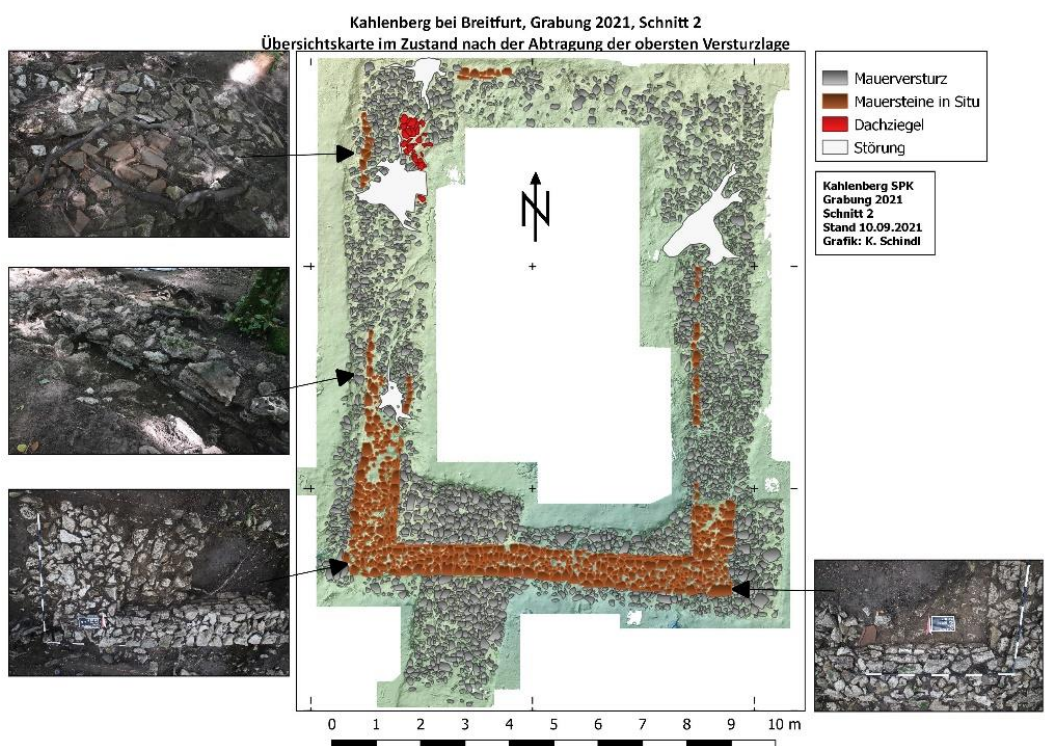 Kahlenberg bei Breitfurt, Grabung 2021, Schnitt 2
Übersichtskarte im Zustand nach der Abtragung der obersten Versturzlage
Mauerversturz
Mauersteine in Situ
Dachziegel
Störung
Kahlenberg SPK
Grabung 2021
Schnitt 2
Stand 10.09.2021
Grafik: K. Schindl
N
0 1 2 3 4 5 6 7 8 9 10 m